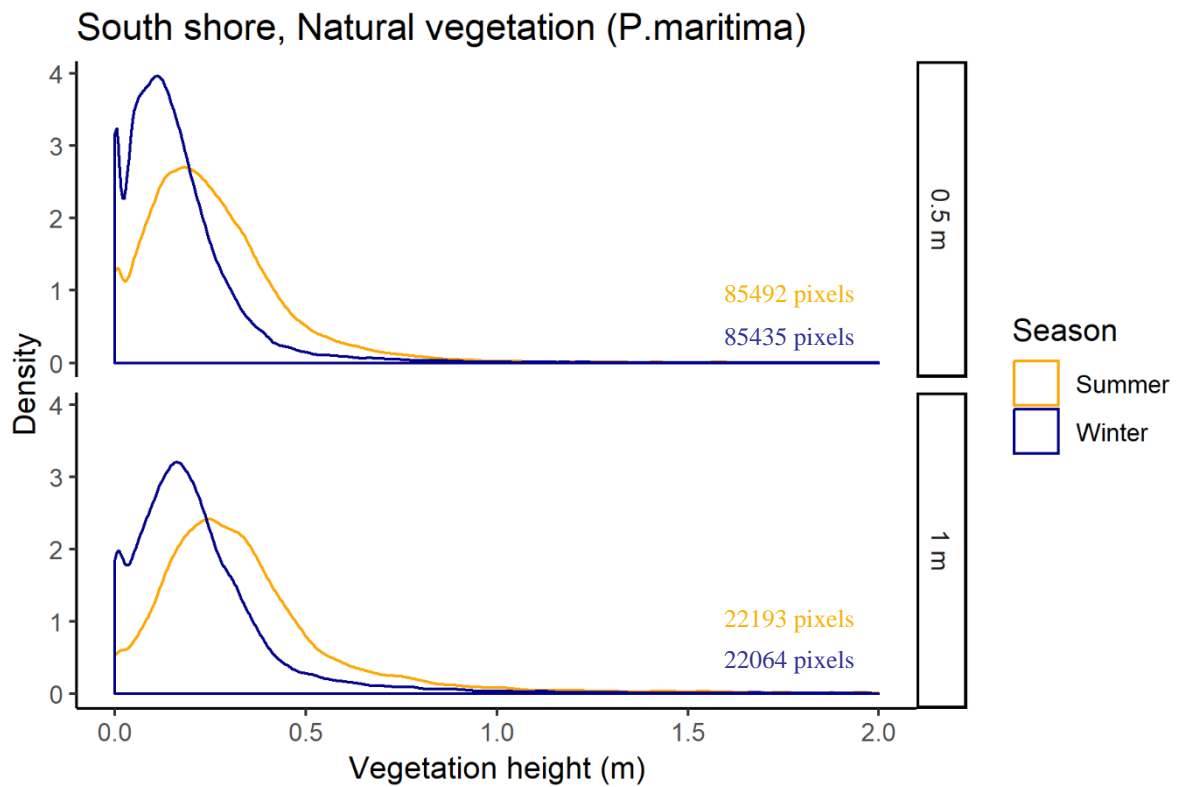 South shore, Natural vegetation (P.maritima)
4
3
2
1
0
0.5 m
85492 pixels
85435 pixels
Density
4
3
2
1
0
1 m
22193 pixels
22064 pixels
0.0 0.5 1.0 1.5 2.0
Vegetation height (m)
Season
Summer
Winter